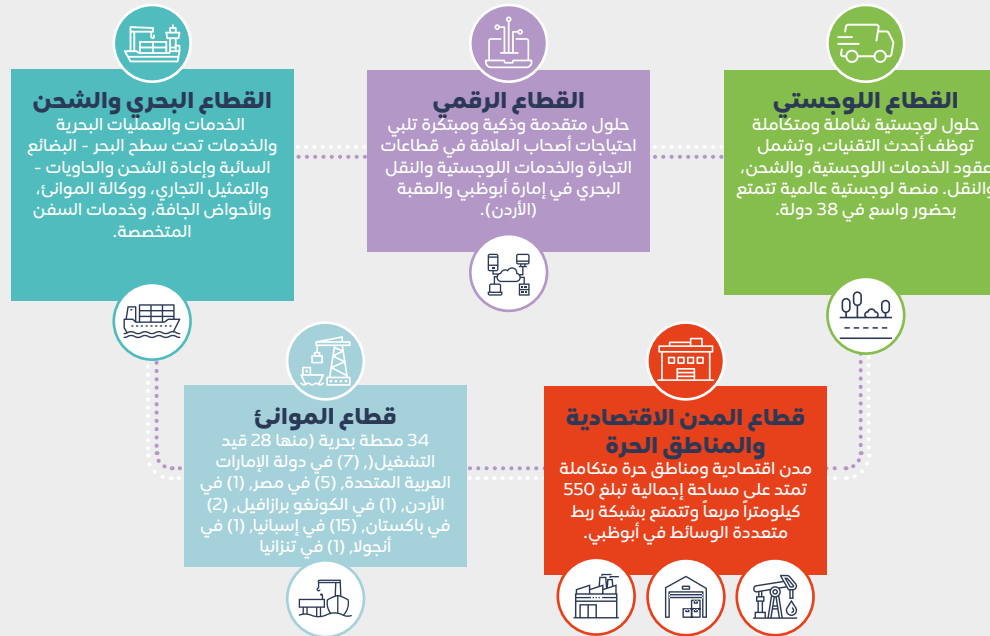 القطاع اللوجستي
حلول لوجستية شاملة ومتكاملة
توظف أحدث التقنيات، وتشمل
عقود الخدمات اللوجستية، والشحن،
والنقل. منصة لوجستية عالمية تتمتع
بحضور واسع في 38 دولة.
القطاع الرقمي
حلول متقدمة وذكية ومبتكرة تلبي
احتياجات أصحاب العلاقة في قطاعات
التجارة والخدمات اللوجستية والنقل
البحري في إمارة أبوظبي والعقبة
(الأردن).
القطاع البحري والشحن
الخدمات والعمليات البحرية
والخدمات تحت سطح البحر - البضائع
السائبة وإعادة الشحن والحاويات -
والتمثيل التجاري، ووكالة الموانئ،
والأحواض الجافة، وخدمات السفن
المتخصصة.
قطاع المدن الاقتصادية
والمناطق الحرة
مدن اقتصادية ومناطق حرة متكاملة
تمتد على مساحة إجمالية تبلغ 550
كيلومتراً مربعاً وتتمتع بشبكة ربط
متعددة الوسائط في أبوظبي.
قطاع الموانئ
34 محطة بحرية (منها 28 قيد
التشغيل(, (7) في دولة الإمارات
العربية المتحدة, (5) في مصر, (1) في
الأردن, (1) في الكونغو برازافيل, (2)
في باكستان, (15) في إسبانيا, (1) في
أنجولا, (1) في تنزانيا